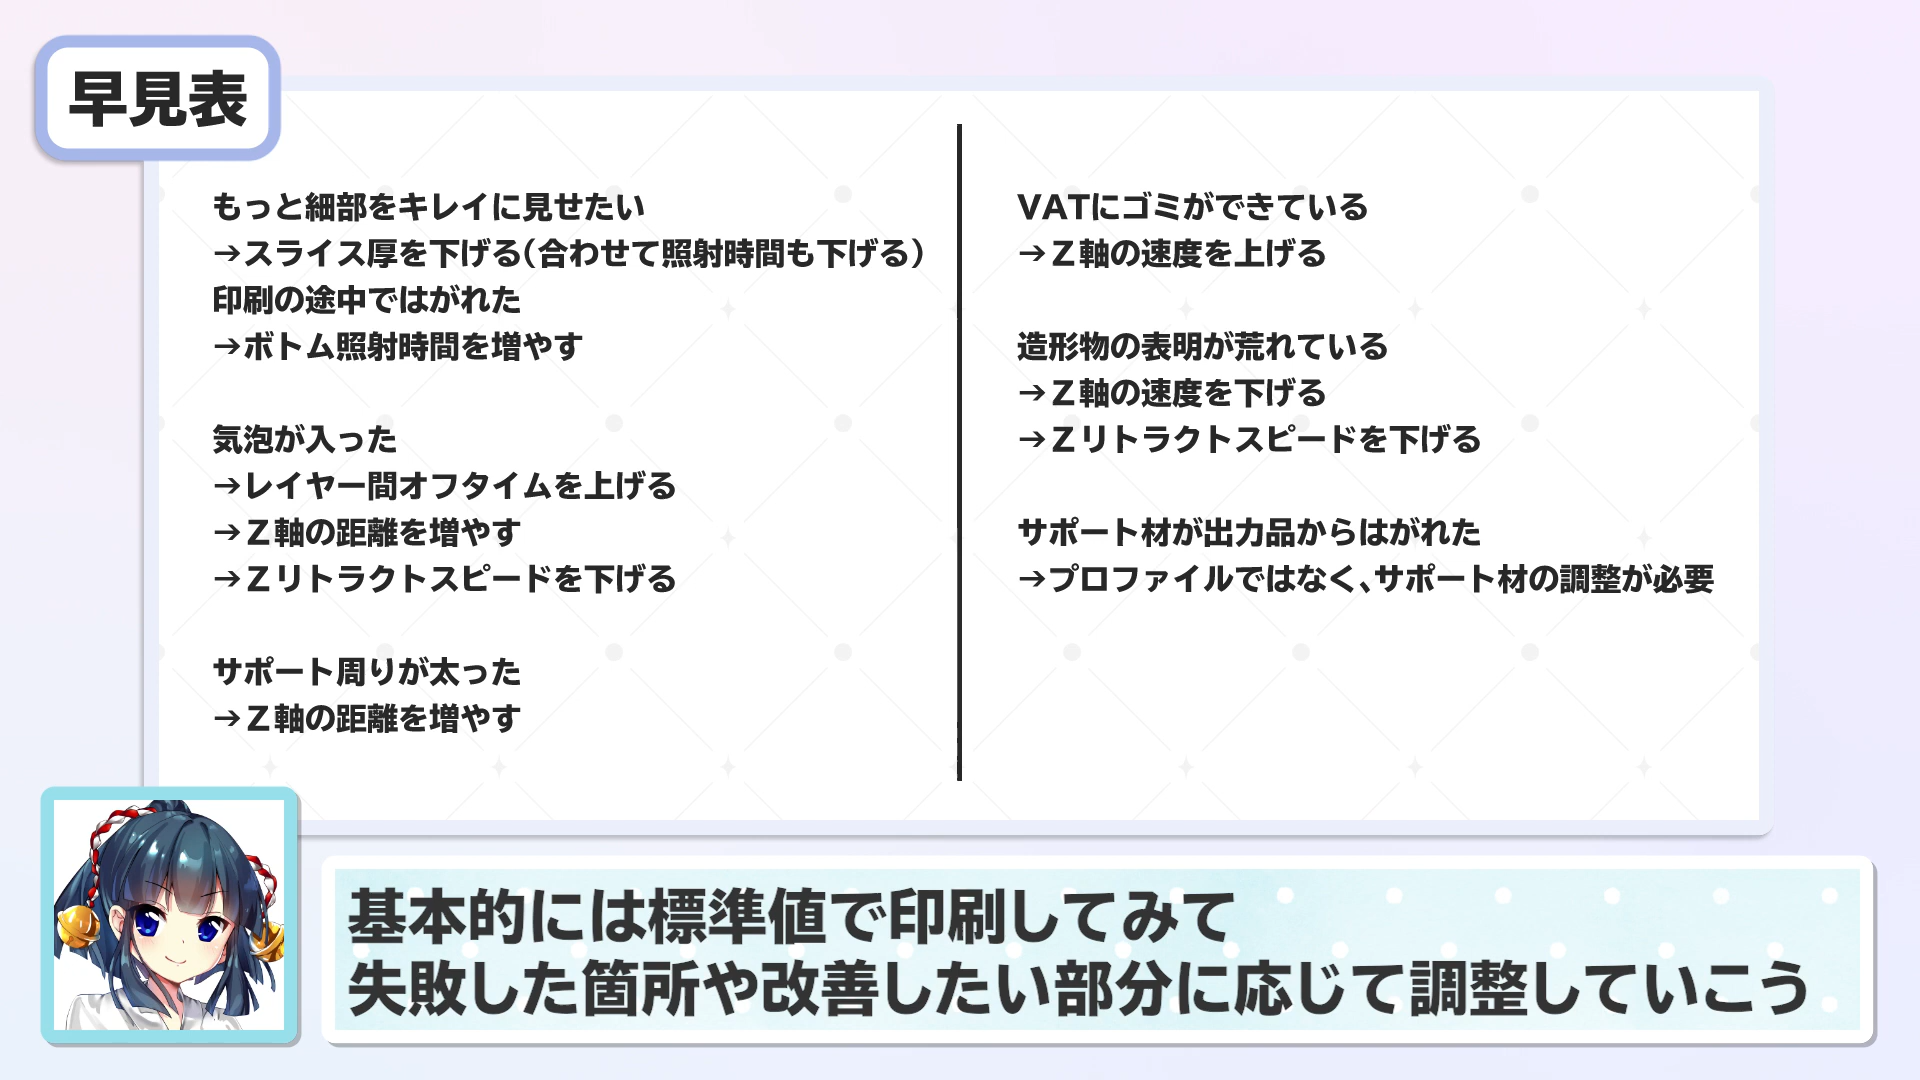 早見表
もっと細部をキレイに見せたい
→スライス厚を下げる(合わせて照射時間も下げる)
印刷の途中ではがれた
→ボトム照射時間を増やす
気泡が入った
→レイヤー間オフタイムを上げる
→Z軸の距離を増やす
→Zリトラクトスピードを下げる
サポート周りが太った
→Z軸の距離を増やす
VATにゴミができている
→Z軸の速度を上げる
造形物の表明が荒れている
→Z軸の速度を下げる
→Zリトラクトスピードを下げる
サポート材が出力品からはがれた
→プロファイルではなく、サポート材の調整が必要
基本的には標準値で印刷してみて
失敗した箇所や改善したい部分に応じて調整していこう